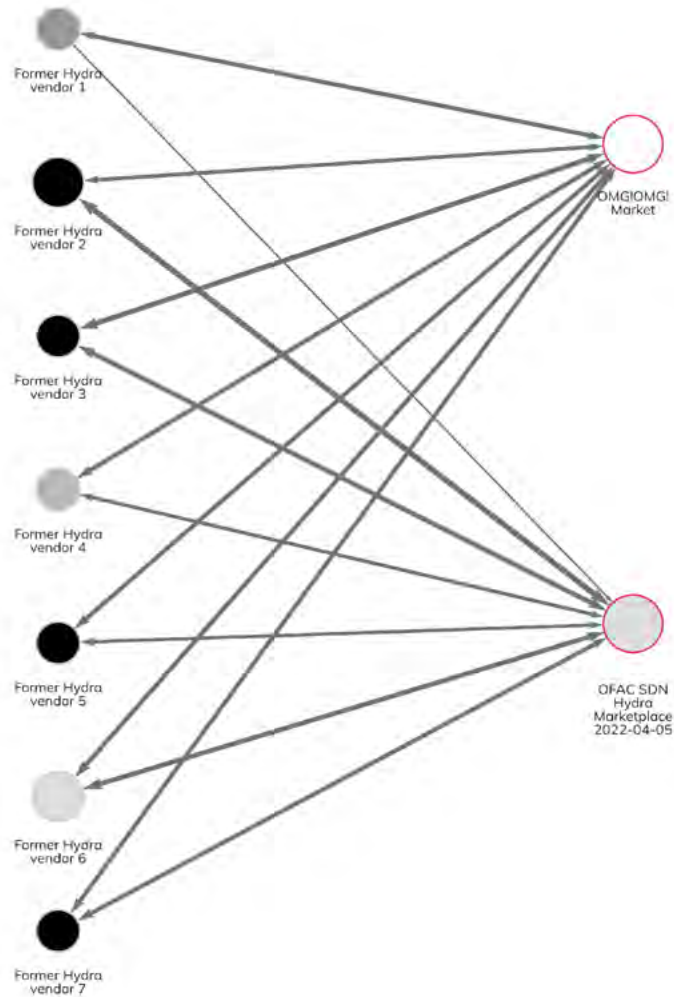 Former Hydra
vendor 1
OMG!OMG!
Market
Former Hydra
vendor 2
Former Hydra
vendor 3
Former Hydra
vendor 4
Former Hydra
vendor 5
OFAC SDN
Hydra
Marketplace
2022-04-05
Former Hydra
vendor 6
Former Hydra
vendor 7